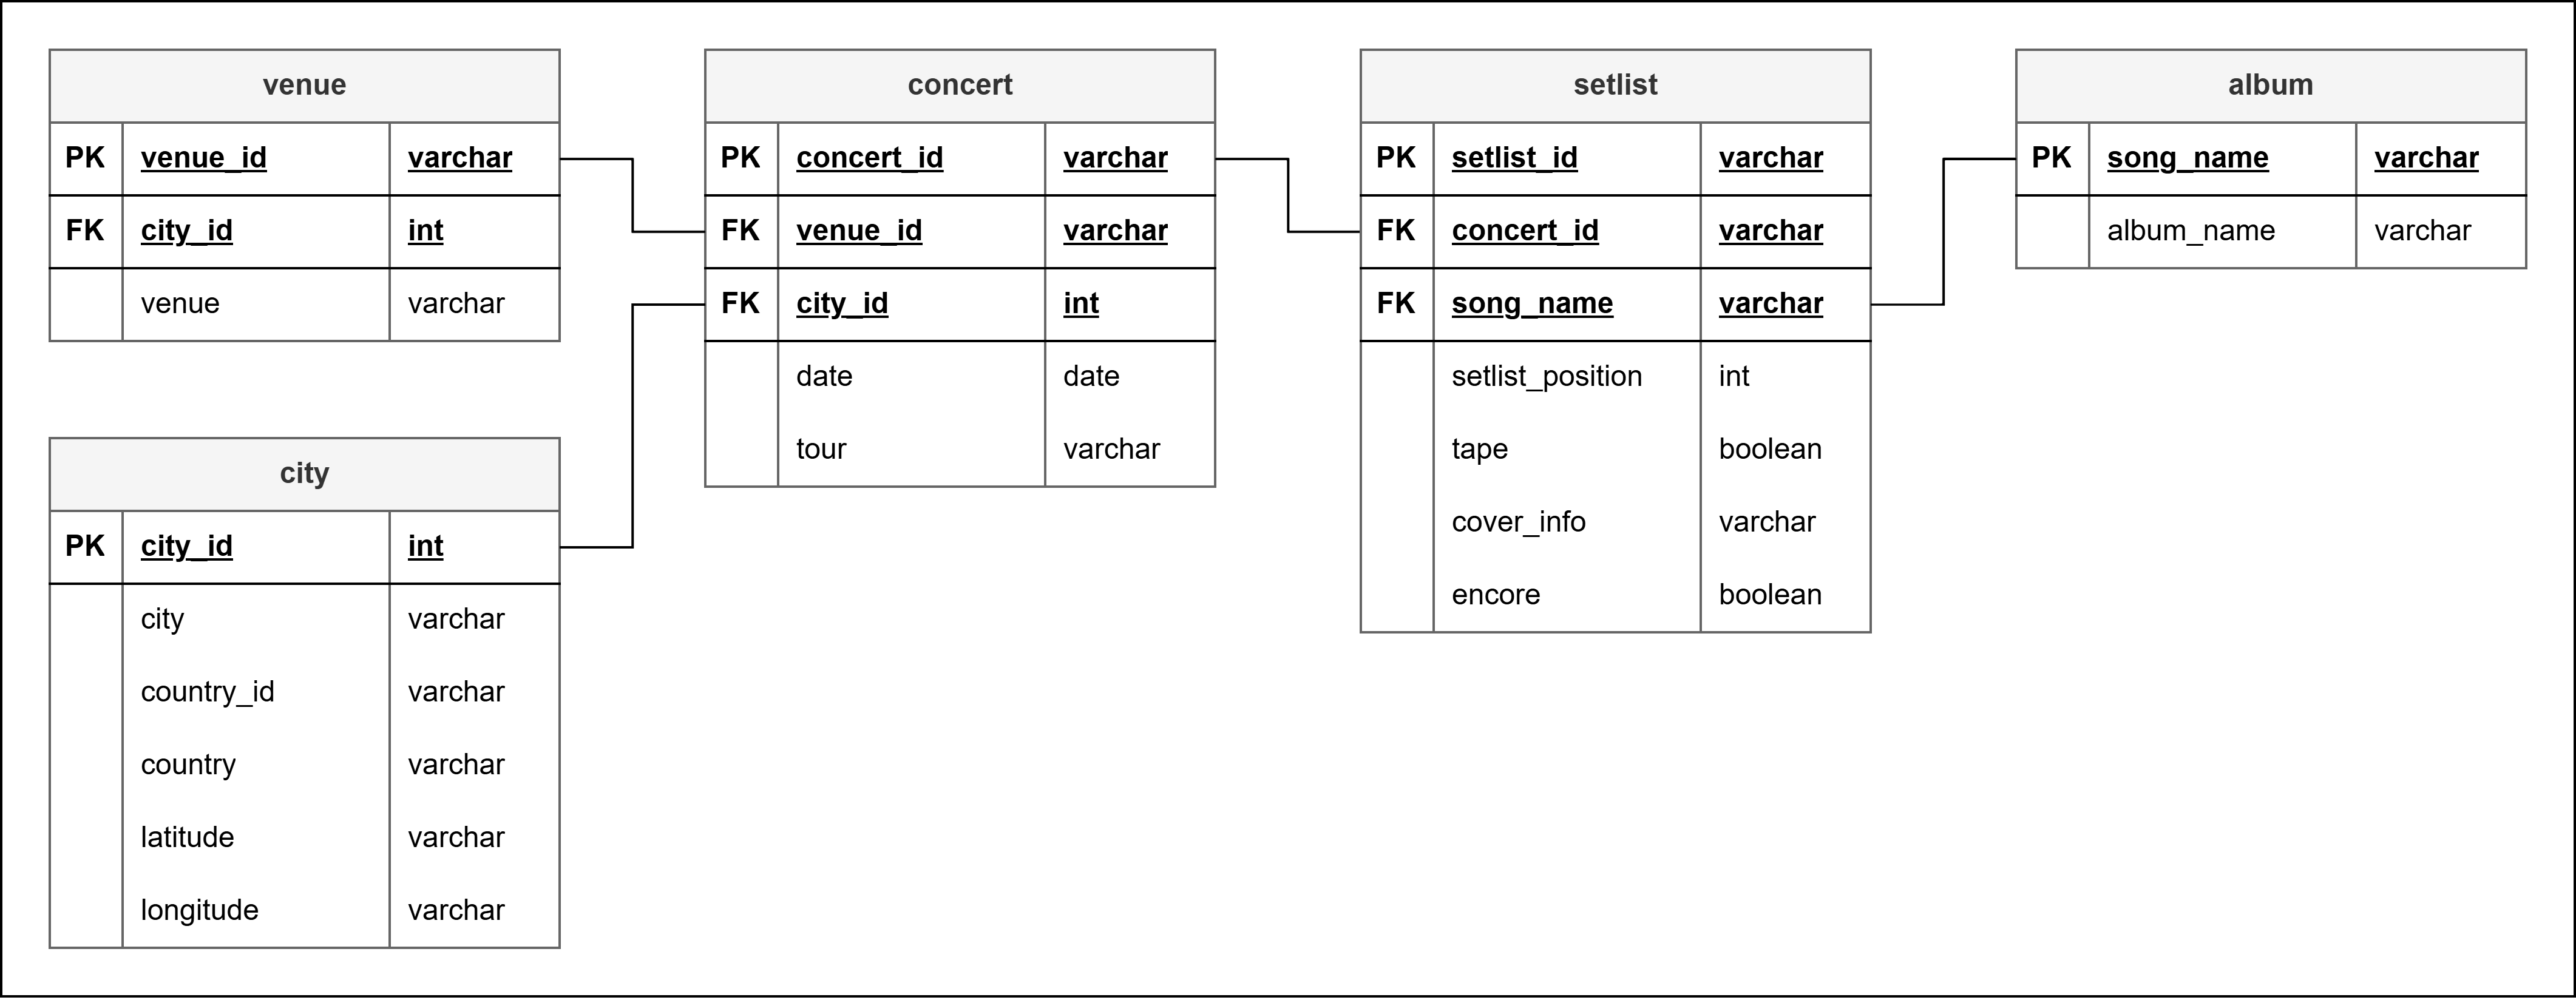 venue
PK venue_id varchar
FK city_id int
venue varchar
concert
PK concert_id varchar
FK venue_id varchar
FK city_id int
date date
tour varchar
setlist
PK setlist_id varchar
FK concert_id varchar
FK song_name varchar
setlist_position int
tape boolean
cover_info varchar
encore boolean
album
PK song_name varchar
album_name varchar
city
PK city_id int
city varchar
country_id varchar
country varchar
latitude varchar
longitude varchar